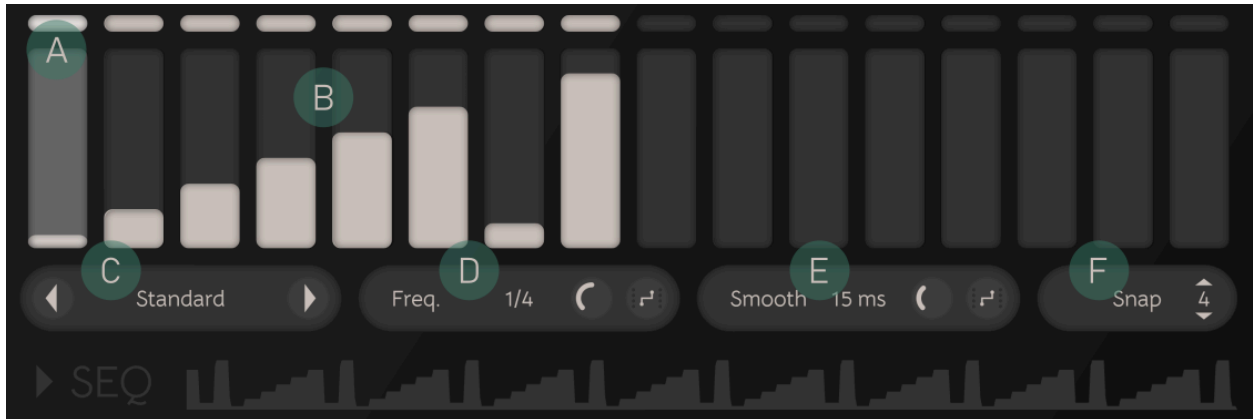 A
B
C D E F
Standard Freq. 1/4 Smooth 15 ms Snap 4
SEQ